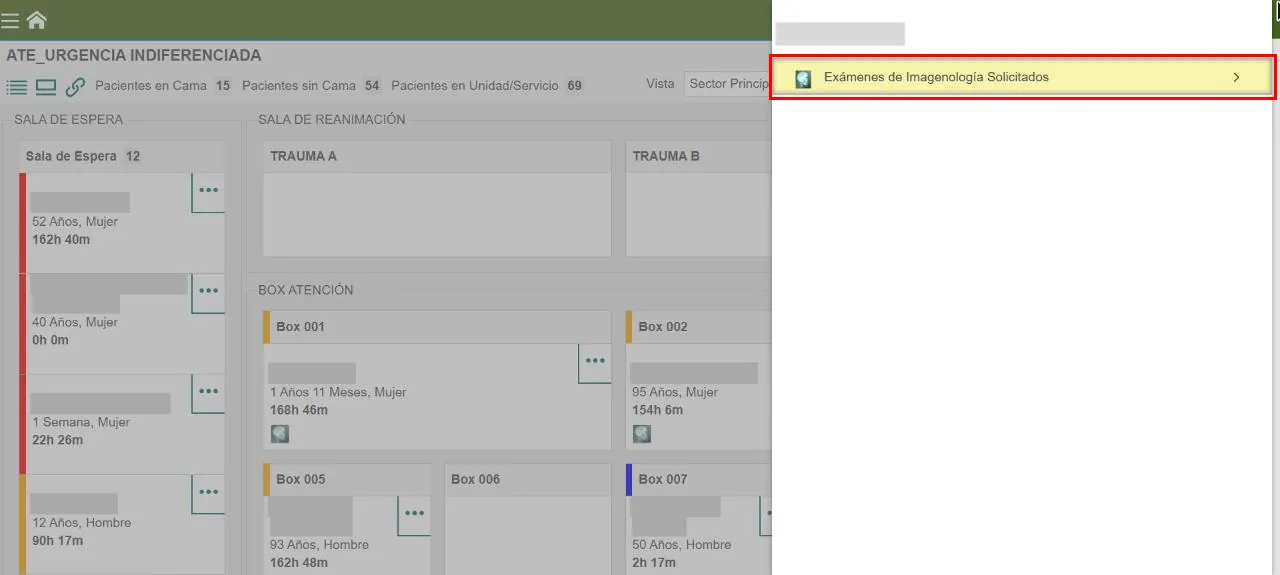 ATE_URGENCIA INDIFERENCIADA
Pacientes en Cama 15 Pacientes sin Cama 54 Pacientes en Unidad/Servicio 69
Vista Sector Princip
SALA DE ESPERA
Sala de Espera 12
52 Años, Mujer
162h 40m
40 Años, Mujer
0h 0m
1 Semana, Mujer
22h 26m
12 Años, Hombre
90h 17m
SALA DE REANIMACIÓN
TRAUMA A
TRAUMA B
BOX ATENCIÓN
Box 001
1 Años 11 Meses, Mujer
168h 46m
Box 002
95 Años, Mujer
154h 6m
Box 005
93 Años, Hombre
162h 48m
Box 006
Box 007
50 Años, Hombre
2h 17m
Exámenes de Imagenología Solicitados